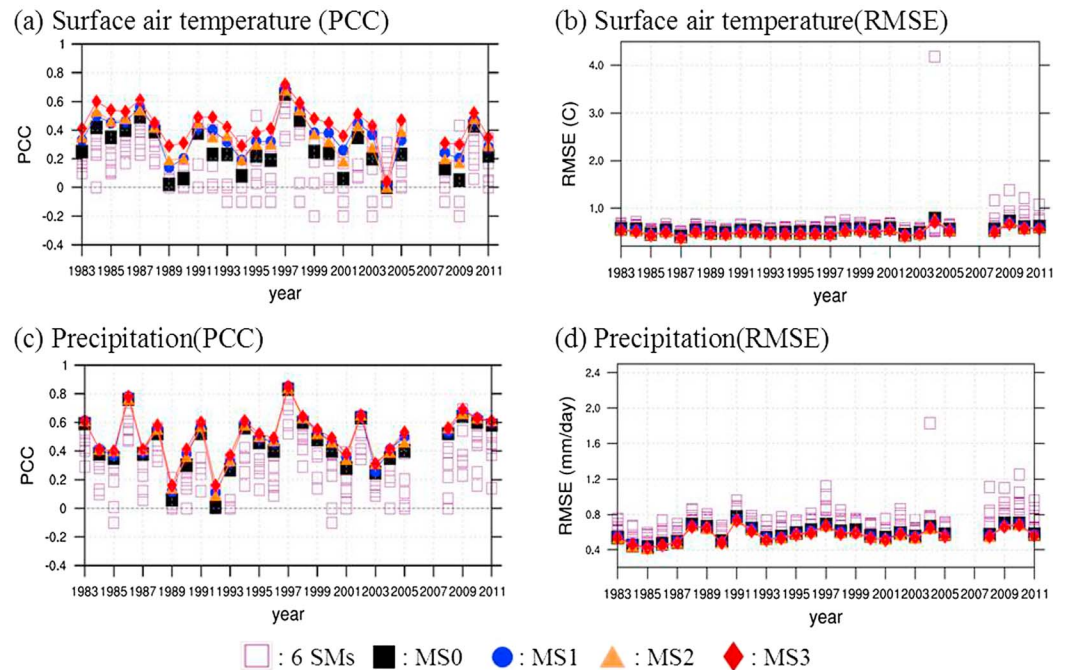 (a) Surface air temperature (PCC)
1
0.8
0.6
0.4
0.2
0
-0.2
-0.4
PCC
1983 1985 1987 1989 1991 1993 1995 1997 1999 2001 2003 2005 2007 2009 2011
year
(b) Surface air temperature(RMSE)
4.0
3.0
2.0
1.0
RMSE (C)
1983 1985 1987 1989 1991 1993 1995 1997 1999 2001 2003 2005 2007 2009 2011
year
(c) Precipitation(PCC)
1
0.8
0.6
0.4
0.2
0
-0.2
-0.4
PCC
1983 1985 1987 1989 1991 1993 1995 1997 1999 2001 2003 2005 2007 2009 2011
year
(d) Precipitation(RMSE)
2.4
2.0
1.6
1.2
0.8
0.4
RMSE (mm/day)
1983 1985 1987 1989 1991 1993 1995 1997 1999 2001 2003 2005 2007 2009 2011
year
: 6 SMs : MS0 : MS1 : MS2 : MS3